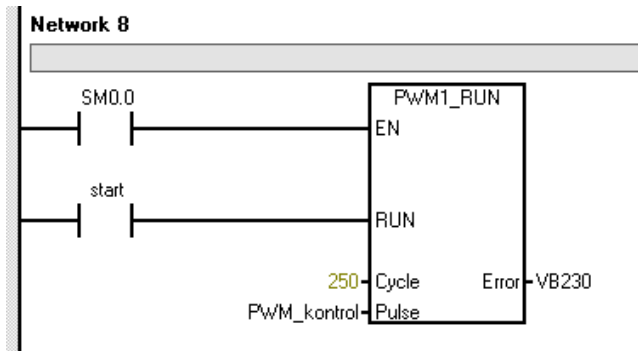 Network 8
SM0.0
PWM1_RUN
EN
start
RUN
250 Cycle Error VB230
PWM_kontrol Pulse